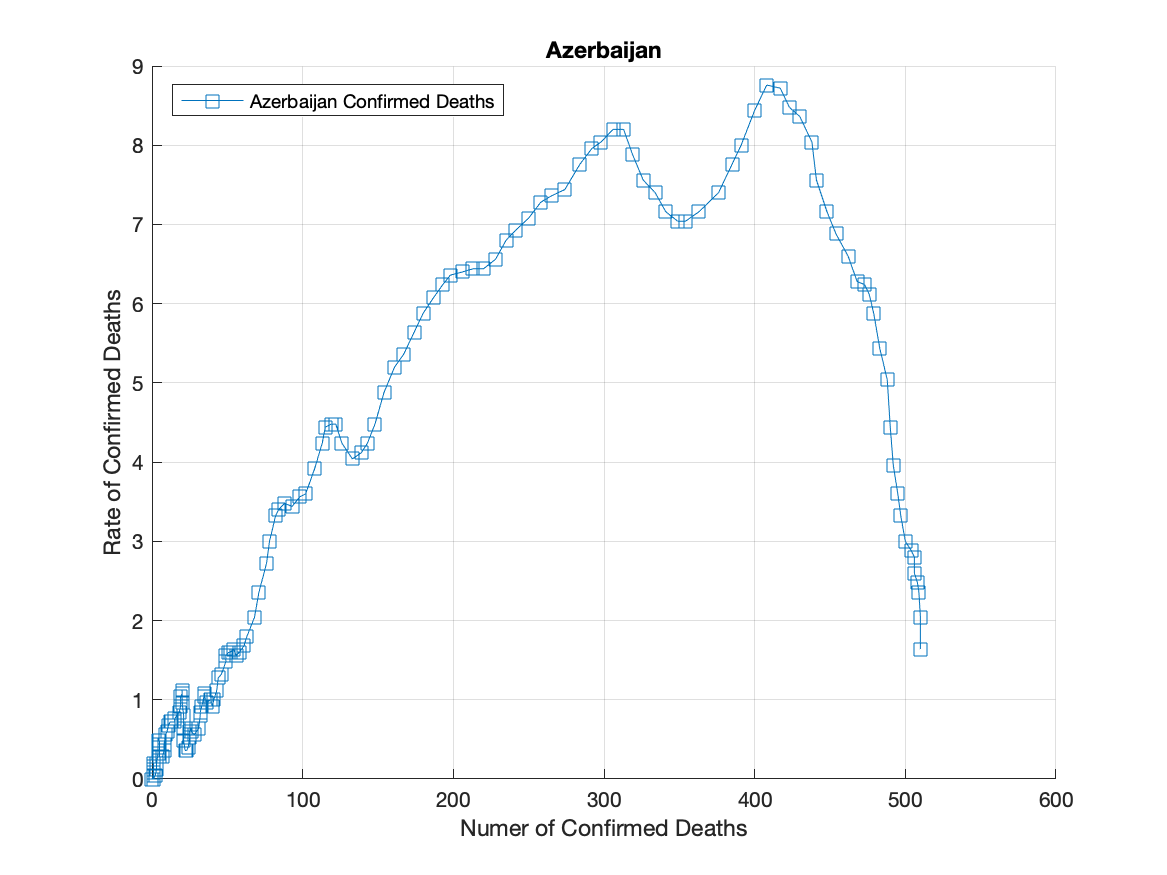 Azerbaijan
Azerbaijan Confirmed Deaths
Rate of Confirmed Deaths
9
8
7
6
5
4
3
2
1
0
0 100 200 300 400 500 600
Numer of Confirmed Deaths